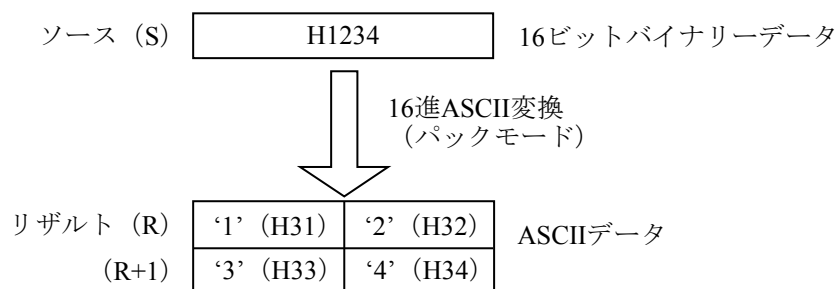 ソース（S） H1234 16ビットバイナリーデータ
16進ASCII変換
（パックモード）
リザルト（R） ‘1’（H31） ‘2’（H32） ASCIIデータ
(R+1) ‘3’（H33） ‘4’（H34）